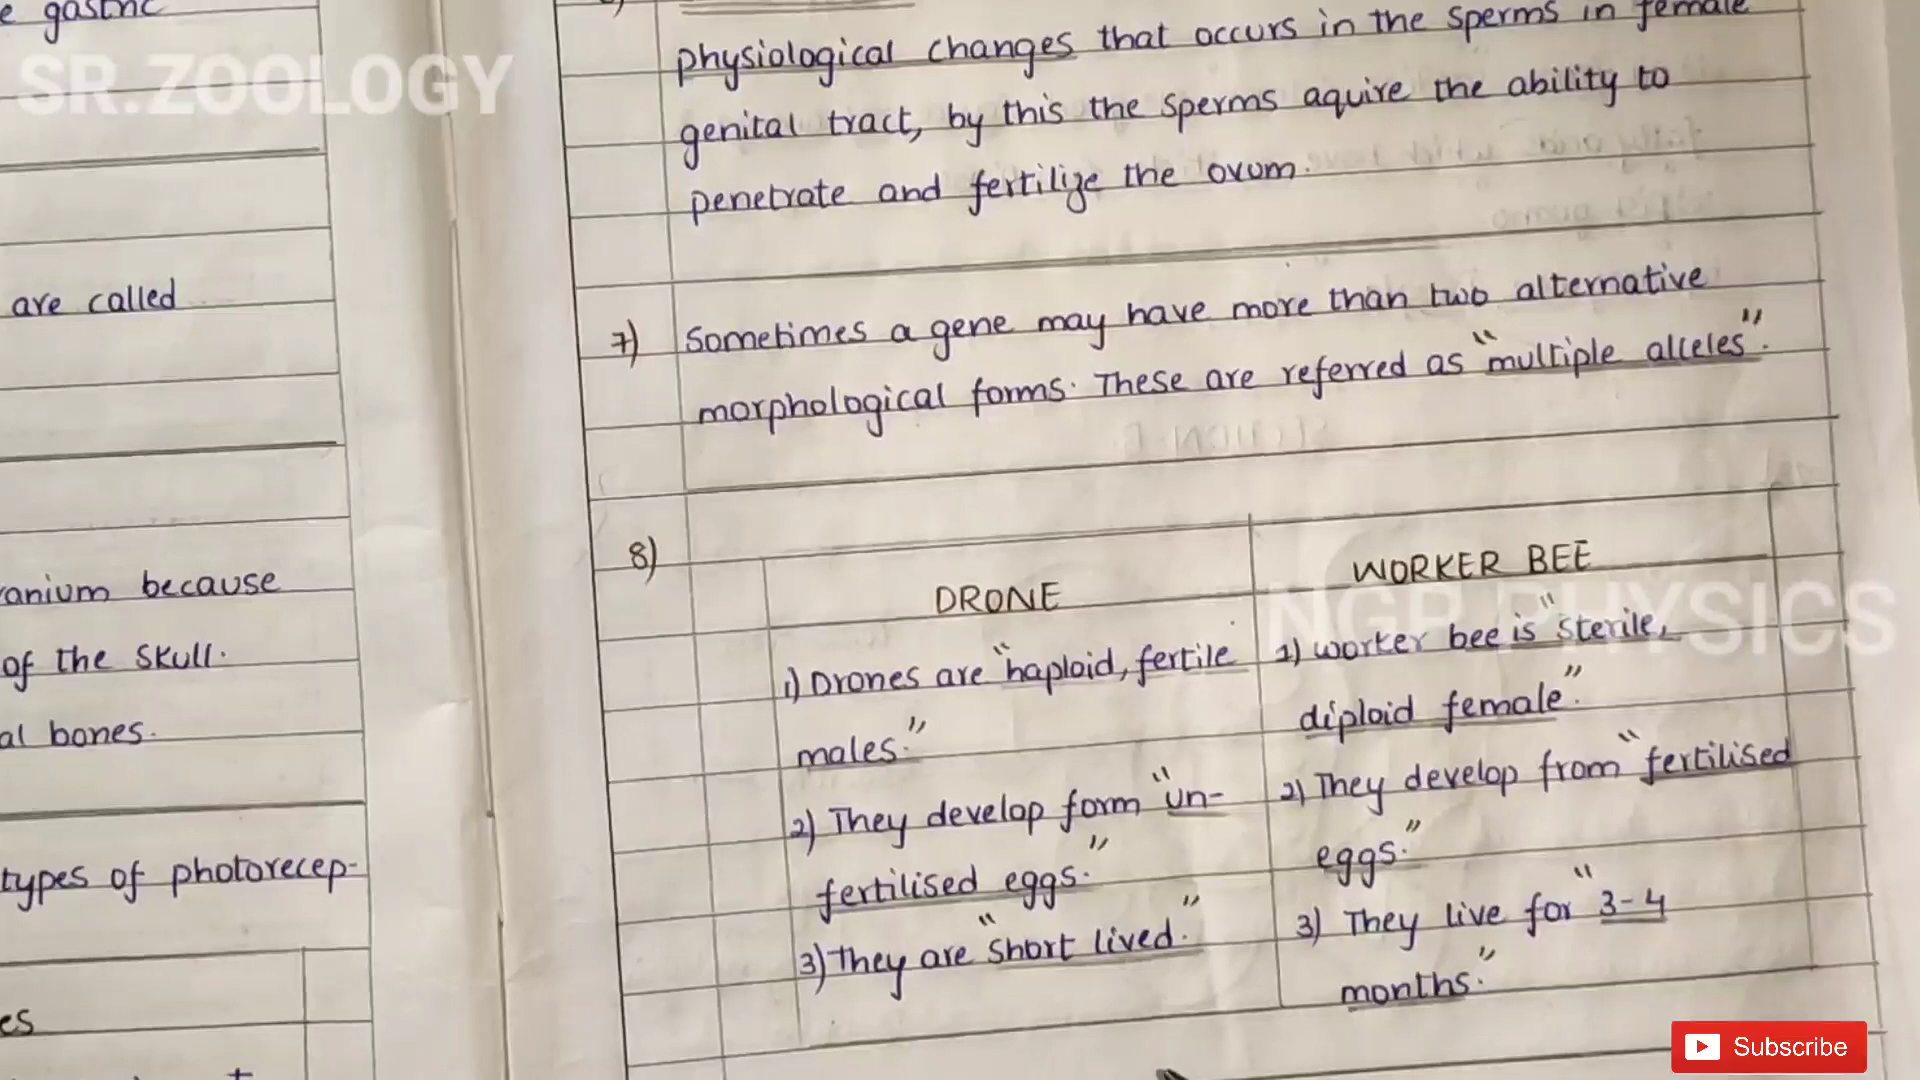 e gastric
SR.ZOOLOGY
are called
anium because
of the skull.
al bones.
types of photorecep-
es
physiological changes that occurs in the sperms in female
genital tract, by this the sperms aquire the ability to
penetrate and fertilize the ovum.
7) Sometimes a gene may have more than two alternative
morphological forms. These are referred as "multiple alleles".
8)
DRONE
1) Drones are "haploid, fertile
males."
2) They develop form "un-
fertilised eggs."
3) They are "short lived."
WORKER BEE
1) worker bee is "sterile,
diploid female".
2) They develop from "fertilised
eggs."
3) They live for "3-4
months."
NGP PHYSICS
Subscribe